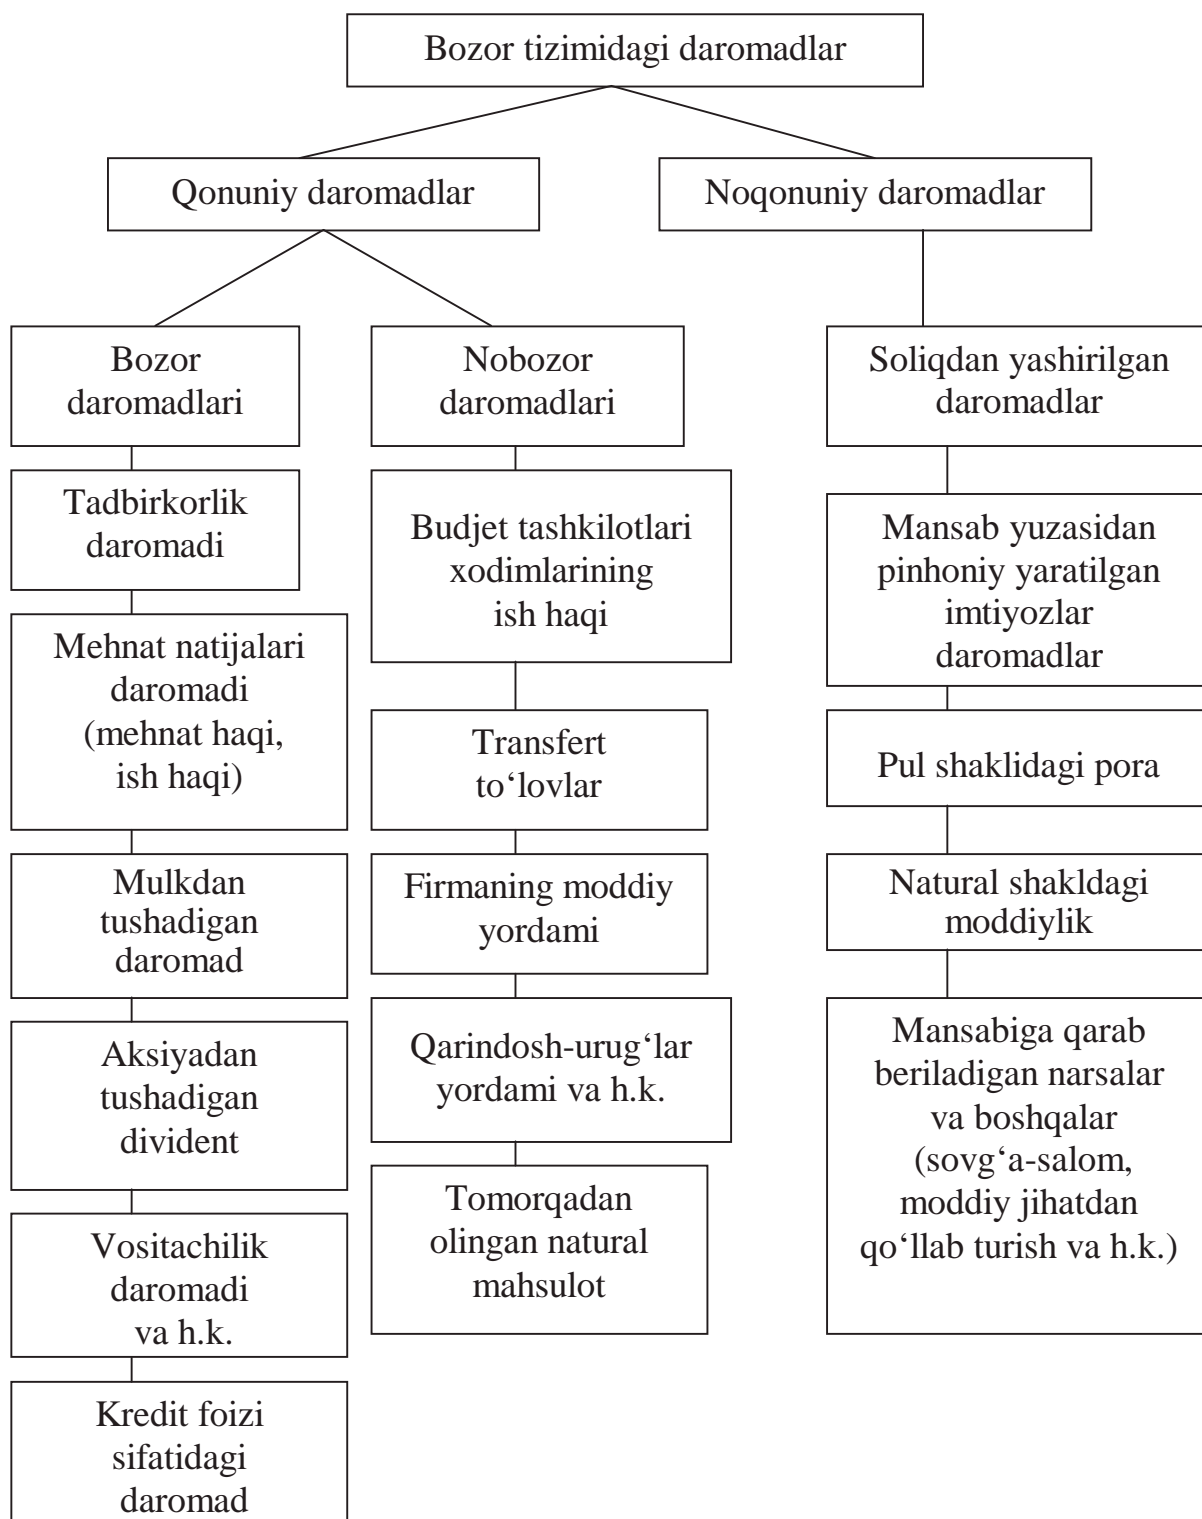 Bozor tizimidagi daromadlar
Qonuniy daromadlar
Noqonuniy daromadlar
Bozor
daromadlari
Tadbirkorlik
daromadi
Mehnat natijalari
daromadi
(mehnat haqi,
ish haqi)
Mulkdan
tushadigan
daromad
Aksiyadan
tushadigan
divident
Vositachilik
daromadi
va h.k.
Kredit foizi
sifatidagi
daromad
Nobozor
daromadlari
Budjet tashkilotlari
xodimlarining
ish haqi
Transfert
to‘lovlar
Firmaning moddiy
yordami
Qarindosh-urug‘lar
yordami va h.k.
Tomorqadan
olingan natural
mahsulot
Soliqdan yashirilgan
daromadlar
Mansab yuzasidan
pinhoniy yaratilgan
imtiyozlar
daromadlar
Pul shaklidagi pora
Natural shakldagi
moddiylik
Mansabiga qarab
beriladigan narsalar
va boshqalar
(sovg‘a-salom,
moddiy jihatdan
qo‘llab turish va h.k.)